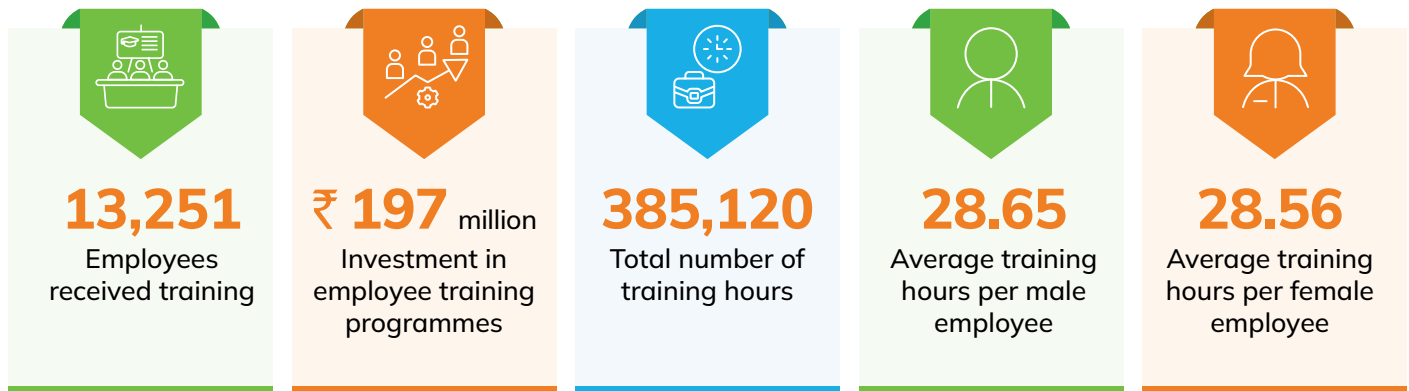 13,251
Employees
received training
₹ 197 million
Investment in
employee training
programmes
385,120
Total number of
training hours
28.65
Average training
hours per male
employee
28.56
Average training
hours per female
employee